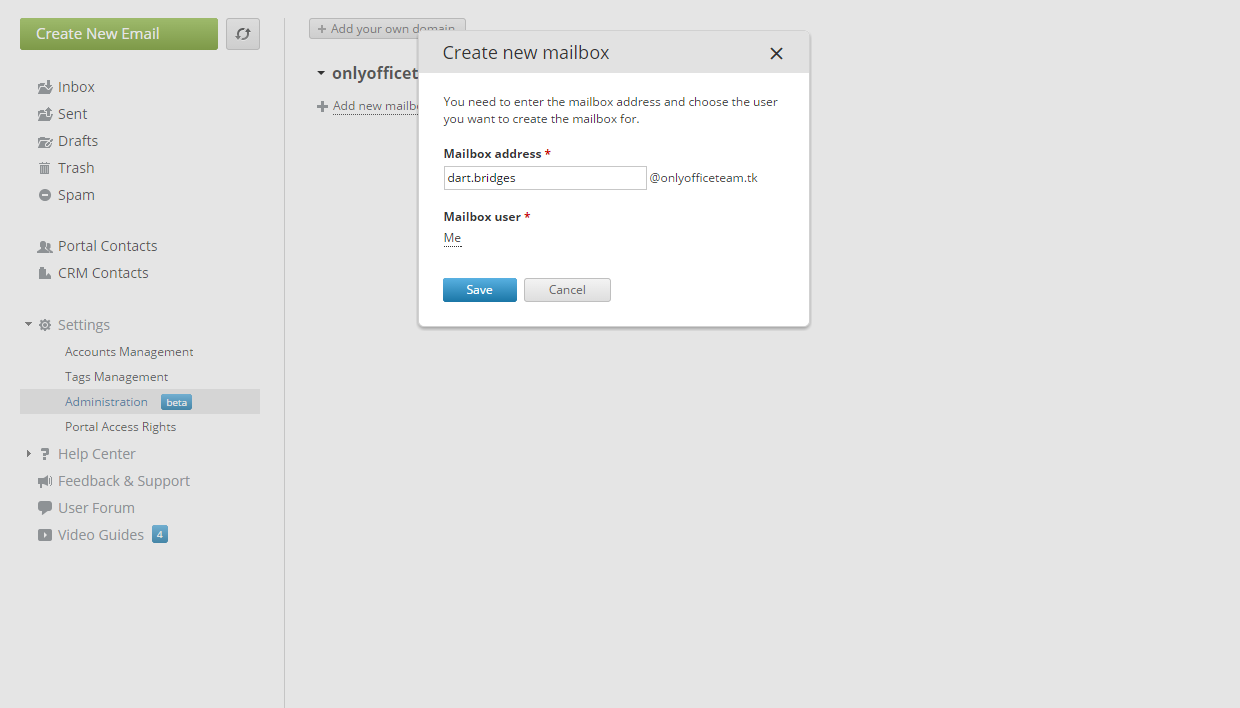 Create New Email
Inbox
Sent
Drafts
Trash
Spam
Portal Contacts
CRM Contacts
Settings
Accounts Management
Tags Management
Administration beta
Portal Access Rights
? Help Center
Feedback & Support
User Forum
Video Guides 4
+ Add your own domain
onlyofficet
Add new mailb
Create new mailbox
You need to enter the mailbox address and choose the user
you want to create the mailbox for.
Mailbox address *
dart.bridges @onlyofficeteam.tk
Mailbox user *
Me
Save Cancel